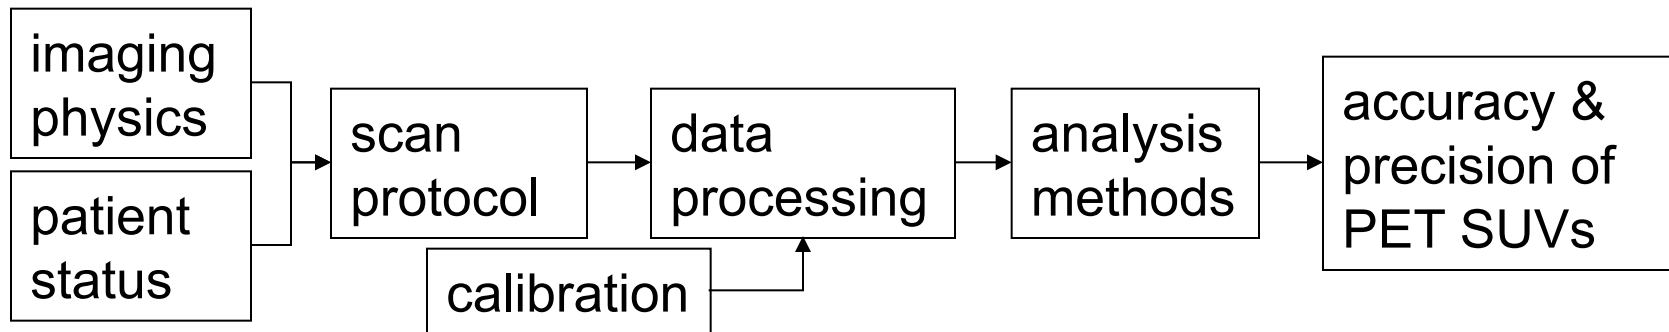 imaging
physics
patient
status
scan
protocol
calibration
data
processing
analysis
methods
accuracy &
precision of
PET SUVs